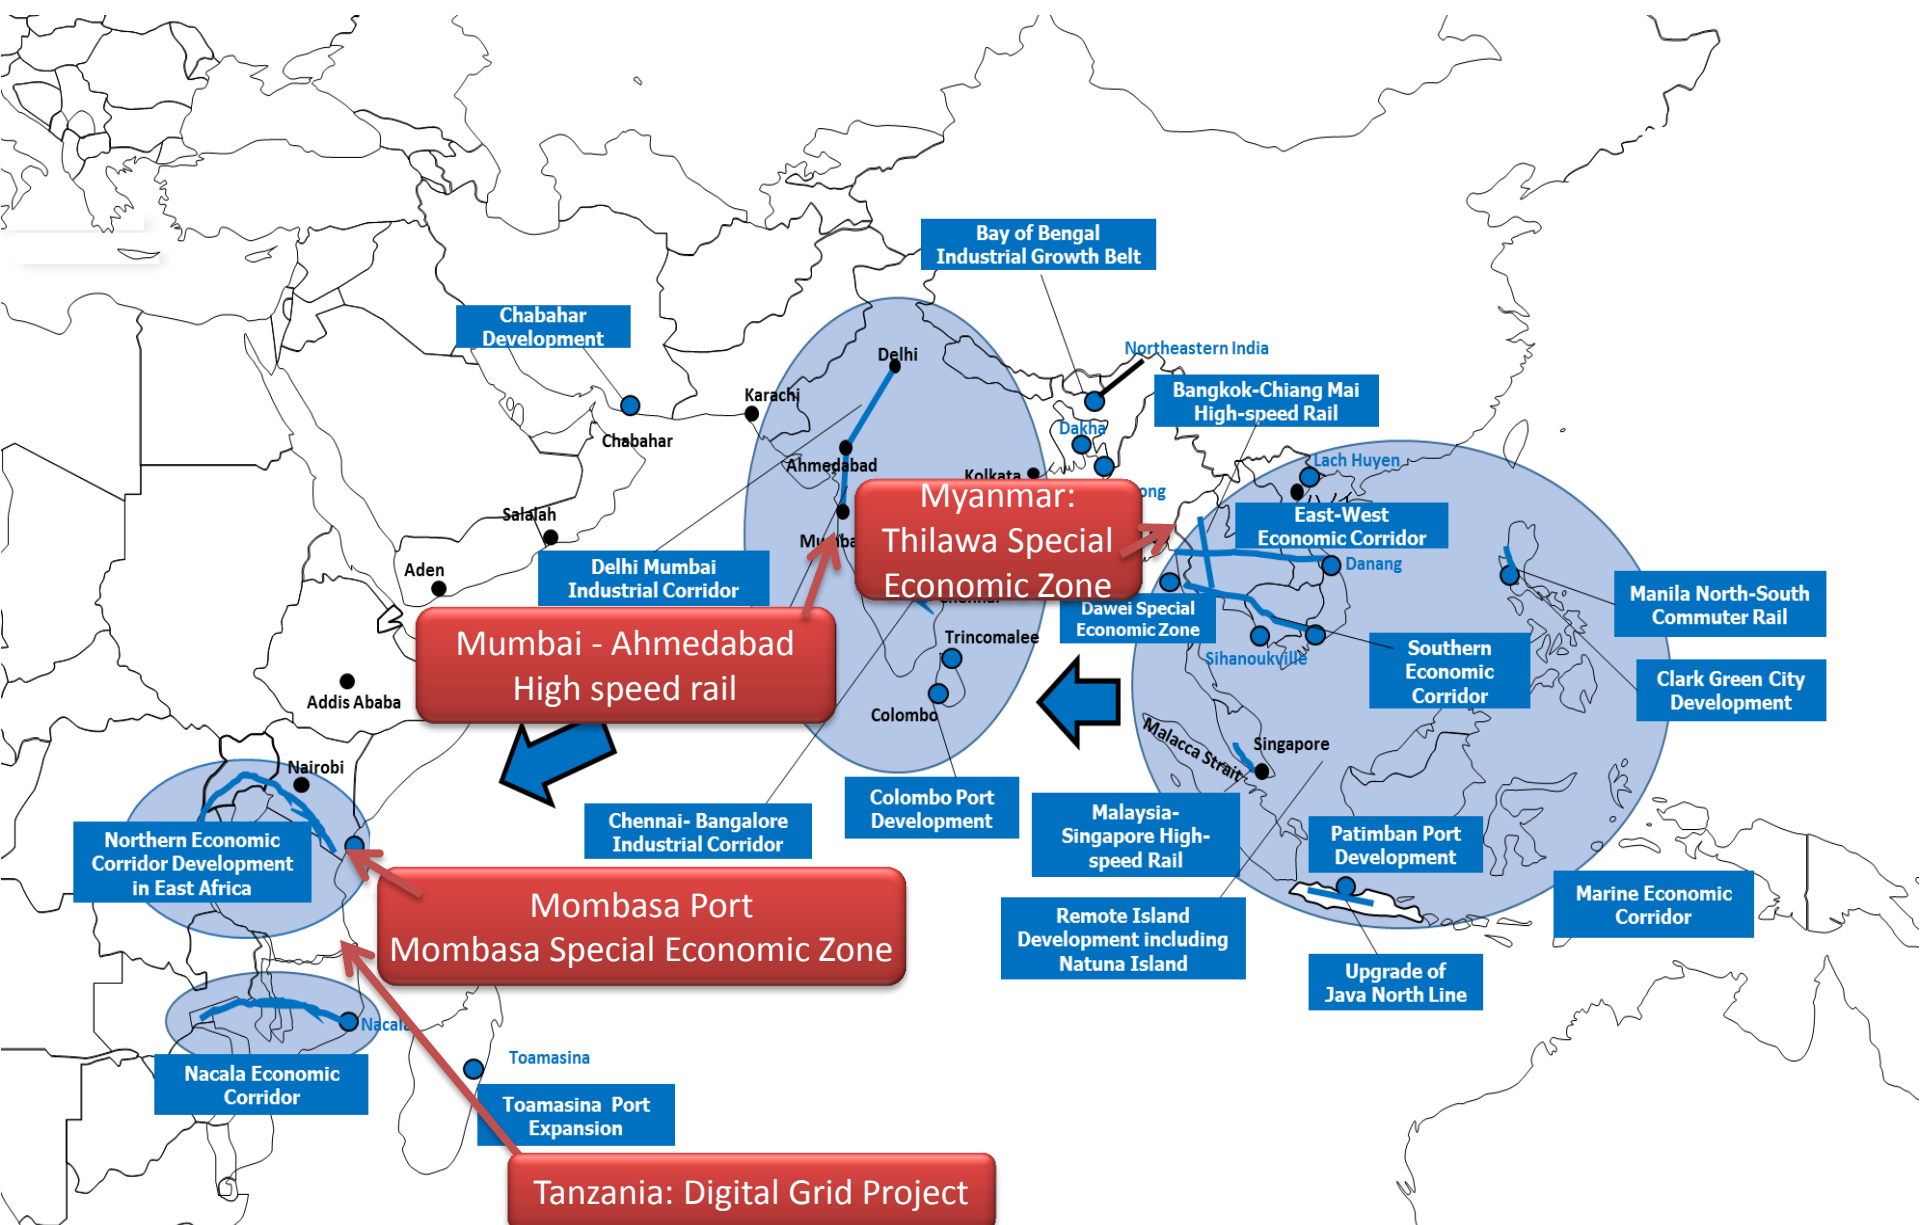 Bay of Bengal
Industrial Growth Belt
Chabahar
Development
Northeastern India
Delhi
Bangkok-Chiang Mai
High-speed Rail
Karachi
Chabahar
Dakha
Ahmedabad
Kolkata
Lach Huyen
Myanmar:
Thilawa Special
Economic Zone
ong
Salalah
East-West
Economic Corridor
Mumba
Aden
Delhi Mumbai
Industrial Corridor
Danang
Manila North-South
Commuter Rail
Chennai
Dawei Special
Economic Zone
Mumbai - Ahmedabad
High speed rail
Trincomalee
Sihanoukville
Southern
Economic
Corridor
Clark Green City
Development
Addis Ababa
Colombo
Malacca Strait
Singapore
Nairobi
Colombo Port
Development
Chennai- Bangalore
Industrial Corridor
Malaysia-
Singapore High-
speed Rail
Patimban Port
Development
Northern Economic
Corridor Development
in East Africa
Mombasa Port
Mombasa Special Economic Zone
Marine Economic
Corridor
Remote Island
Development including
Natuna Island
Upgrade of
Java North Line
Nacala
Toamasina
Nacala Economic
Corridor
Toamasina Port
Expansion
Tanzania: Digital Grid Project